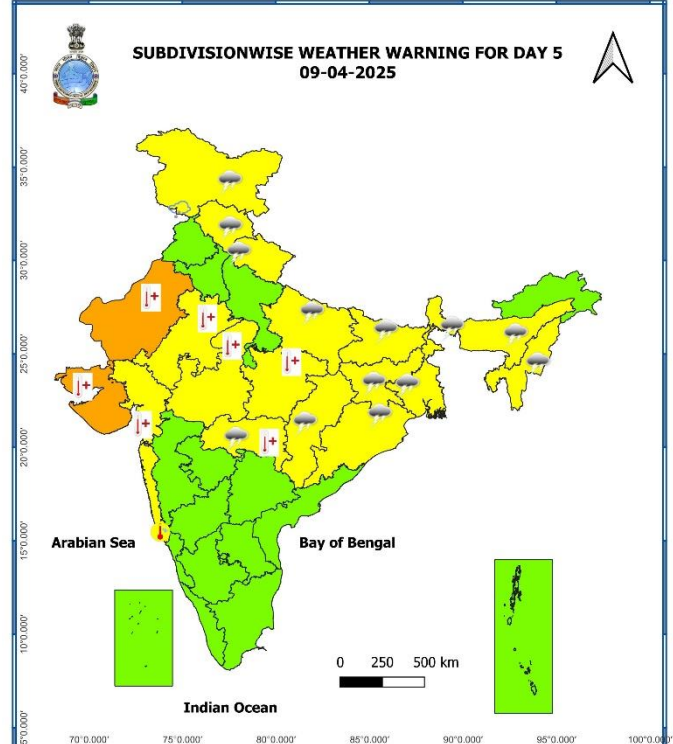 SUBDIVISIONWISE WEATHER WARNING FOR DAY 5
09-04-2025
40°0.000'
35°0.000'
30°0.000'
25°0.000'
20°0.000'
15°0.000'
10°0.000'
5°0.000'
Arabian Sea
Bay of Bengal
0 250 500 km
Indian Ocean
70°0.000' 75°0.000' 80°0.000' 85°0.000' 90°0.000' 95°0.000' 100°0.000'